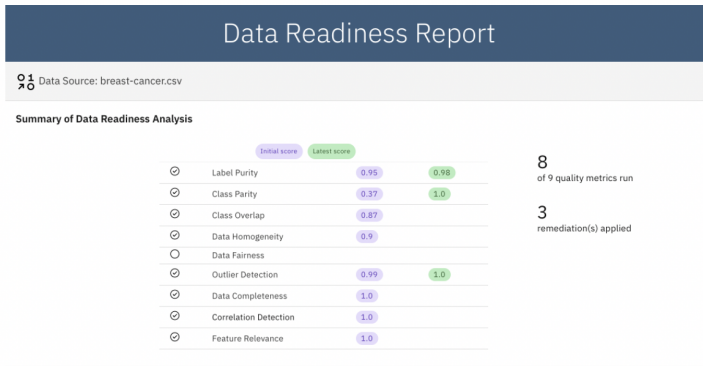 Data Readiness Report
Data Source: breast-cancer.csv
Summary of Data Readiness Analysis
Initial score Latest score
Label Purity 0.95 0.98
Class Parity 0.37 1.0
Class Overlap 0.87
Data Homogeneity 0.9
Data Fairness
Outlier Detection 0.99 1.0
Data Completeness 1.0
Correlation Detection 1.0
Feature Relevance 1.0
8
of 9 quality metrics run
3
remediation(s) applied